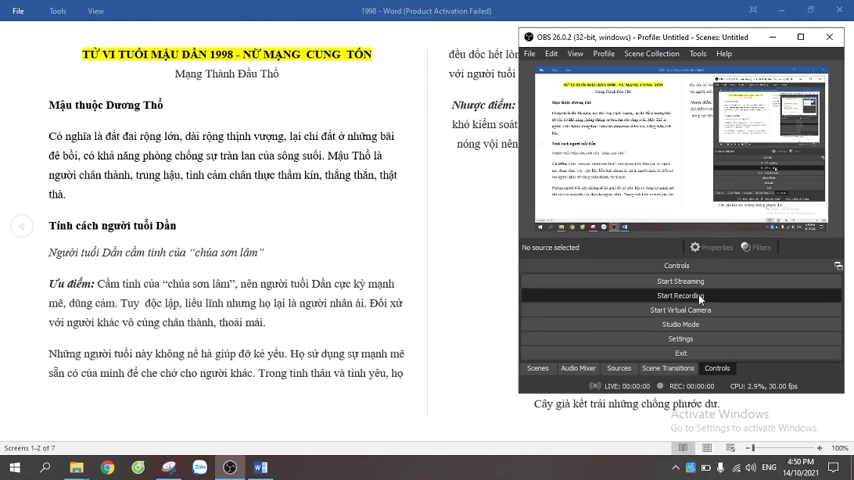 File Tools View 1998 - Word (Product Activation Failed)
TỬ VI TUỔI MẬU DẦN 1998 - NỮ MẠNG CUNG TỐN
Mạng Thành Đầu Thổ
Mậu thuộc Dương Thổ
Có nghĩa là đất đai rộng lớn, dài rộng thịnh vượng, lại chỉ đất ở những bãi
đê bồi, có khả năng phòng chống sự tràn lan của sông suối. Mậu Thổ là
người chân thành, trung hậu, tình cảm chân thực thầm kín, thẳng thắn, thật
thà.
Tính cách người tuổi Dần
Người tuổi Dần cầm tinh của “chúa sơn lâm”
Ưu điểm: Cầm tinh của “chúa sơn lâm”, nên người tuổi Dần cực kỳ mạnh
mẽ, dũng cảm. Tuy độc lập, liều lĩnh nhưng họ lại là người nhân ái. Đối xử
với người khác vô cùng chân thành, thoải mái.
Những người tuổi này không nề hà giúp đỡ kẻ yếu. Họ sử dụng sự mạnh mẽ
sẵn có của mình để che chở cho người khác. Trong tình thân và tình yêu, họ
đều dốc hết lòn
với người tuổi
Nhược điểm:
khó kiểm soát
nóng vội nên
OBS 26.0.2 (32-bit, windows) - Profile: Untitled - Scenes: Untitled
File Edit View Profile Scene Collection Tools Help
No source selected Properties Filters
Controls
Start Streaming
Start Recording
Start Virtual Camera
Studio Mode
Settings
Exit
Scenes Audio Mixer Sources Scene Transitions Controls
LIVE: 00:00:00 REC: 00:00:00 CPU: 2.9%, 30.00 fps
Cây già kết trái những chồng phước dư.
Activate Windows
Go to Settings to activate Windows.
Screens 1-2 of 7 100%
Zalo ENG 4:50 PM
14/10/2021